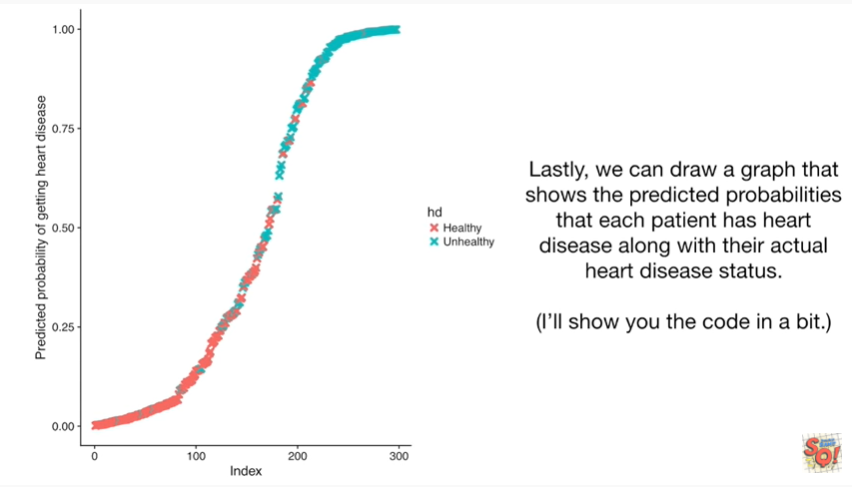 1.00
0.75
0.50
0.25
0.00
Predicted probability of getting heart disease
0
100
200
300
Index
hd
Healthy
Unhealthy
Lastly, we can draw a graph that
shows the predicted probabilities
that each patient has heart
disease along with their actual
heart disease status.
(I'll show you the code in a bit.)
SQ!